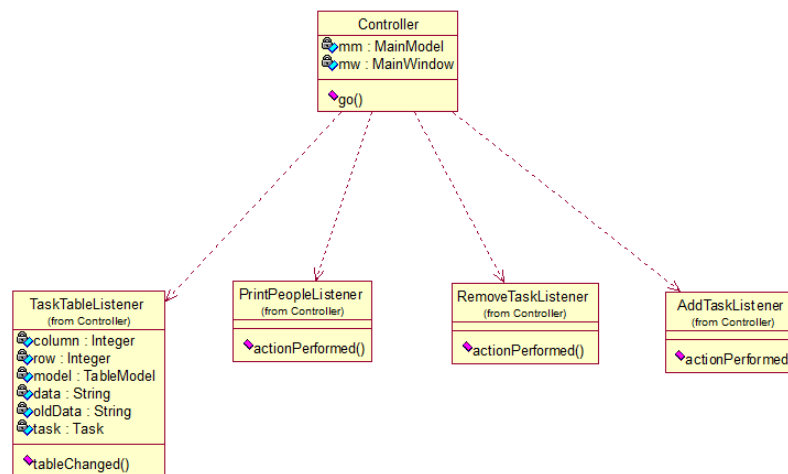 Controller
mm : MainModel
mw : MainWindow
go()
TaskTableListener
(from Controller)
column : Integer
row : Integer
model : TableModel
data : String
oldData : String
task : Task
tableChanged()
PrintPeopleListener
(from Controller)
actionPerformed()
RemoveTaskListener
(from Controller)
actionPerformed()
AddTaskListener
(from Controller)
actionPerformed